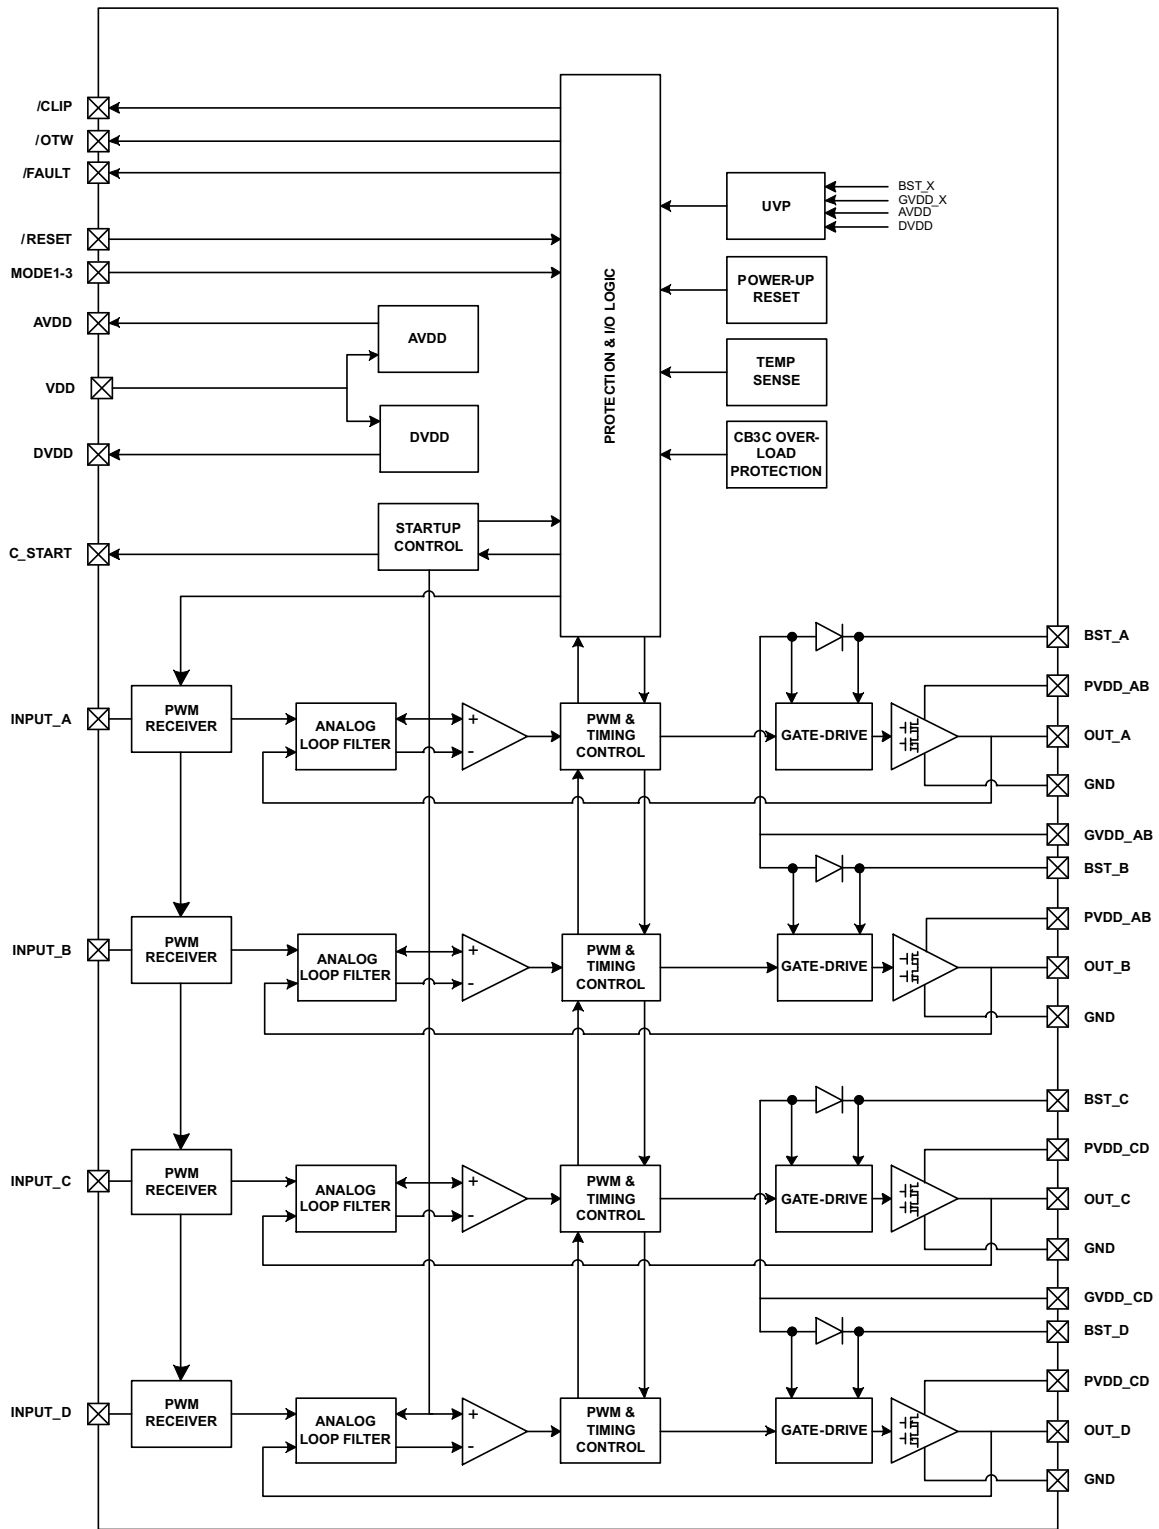 /CLIP
/OTW
/FAULT
/RESET
MODE1-3
AVDD
VDD
DVDD
C_START
AVDD
DVDD
STARTUP
CONTROL
PROTECTION & I/O LOGIC
UVP
BST_X
GVDD_X
AVDD
DVDD
POWER-UP
RESET
TEMP
SENSE
CB3C OVER-
LOAD
PROTECTION
INPUT_A
PWM
RECEIVER
ANALOG
LOOP FILTER
+
-
PWM &
TIMING
CONTROL
GATE-DRIVE
BST_A
PVDD_AB
OUT_A
GND
GVDD_AB
INPUT_B
PWM
RECEIVER
ANALOG
LOOP FILTER
+
-
PWM &
TIMING
CONTROL
GATE-DRIVE
BST_B
PVDD_AB
OUT_B
GND
INPUT_C
PWM
RECEIVER
ANALOG
LOOP FILTER
+
-
PWM &
TIMING
CONTROL
GATE-DRIVE
BST_C
PVDD_CD
OUT_C
GND
GVDD_CD
INPUT_D
PWM
RECEIVER
ANALOG
LOOP FILTER
+
-
PWM &
TIMING
CONTROL
GATE-DRIVE
BST_D
PVDD_CD
OUT_D
GND